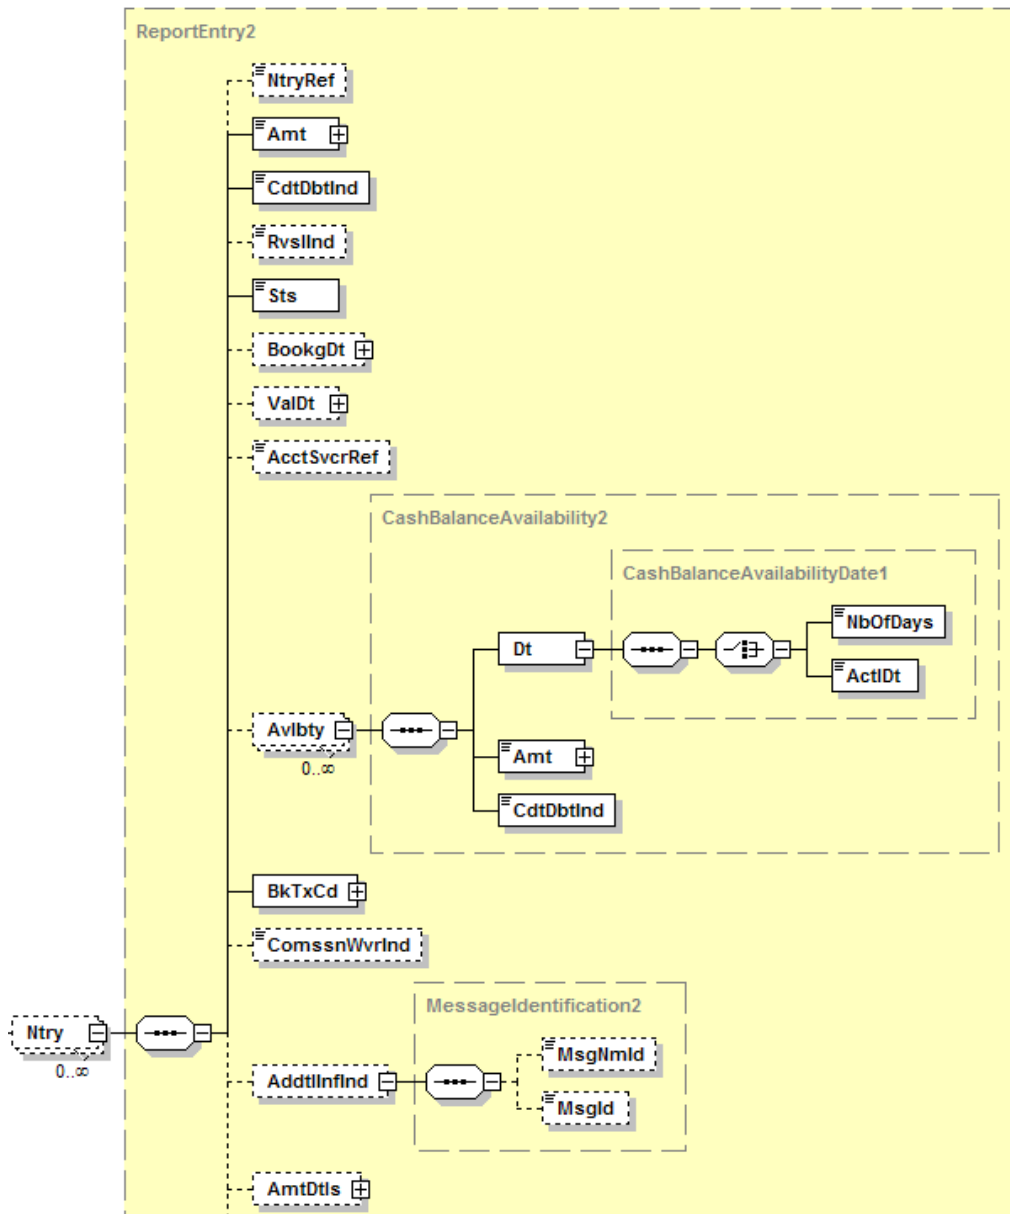 ReportEntry2
NtryRef
Amt
CdtDbtInd
RvslInd
Sts
BookgDt
ValDt
AcctSvcrRef
CashBalanceAvailability2
CashBalanceAvailabilityDate1
NbOfDays
Dt
ActlDt
Avlbty
0..∞
Amt
CdtDbtInd
BkTxCd
ComssnWvrInd
MessageIdentification2
Ntry
0..∞
MsgNmId
AddtlInfInd
MsgId
AmtDtls